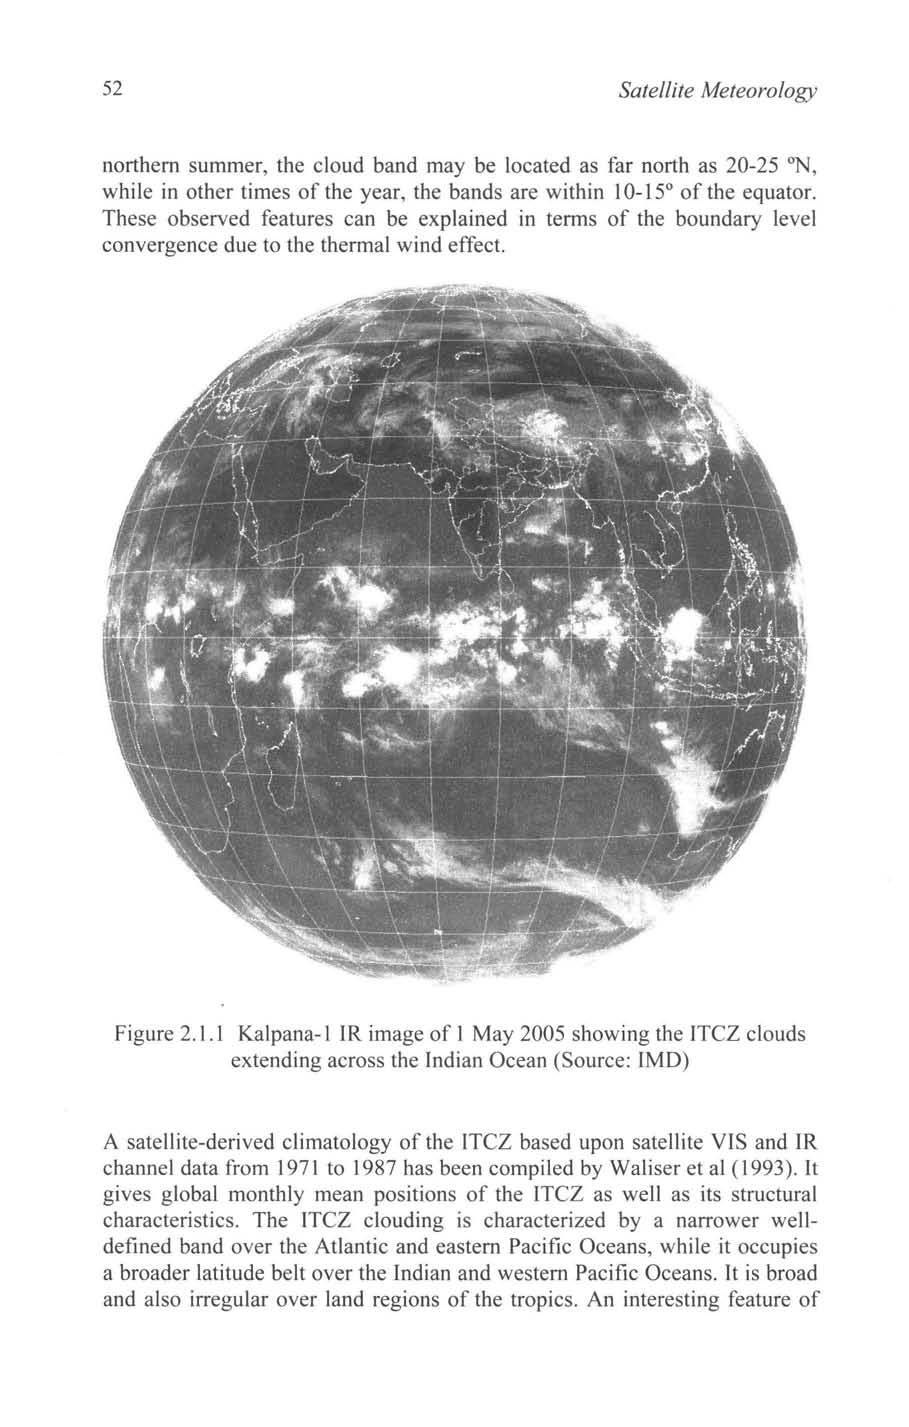 52 Satellite Meteorology
northern summer, the cloud band may be located as far north as 20-25 ºN,
while in other times of the year, the bands are within 10-15º of the equator.
These observed features can be explained in terms of the boundary level
convergence due to the thermal wind effect.
Figure 2.1.1 Kalpana-1 IR image of 1 May 2005 showing the ITCZ clouds
extending across the Indian Ocean (Source: IMD)
A satellite-derived climatology of the ITCZ based upon satellite VIS and IR
channel data from 1971 to 1987 has been compiled by Waliser et al (1993). It
gives global monthly mean positions of the ITCZ as well as its structural
characteristics. The ITCZ clouding is characterized by a narrower well-
defined band over the Atlantic and eastern Pacific Oceans, while it occupies
a broader latitude belt over the Indian and western Pacific Oceans. It is broad
and also irregular over land regions of the tropics. An interesting feature of